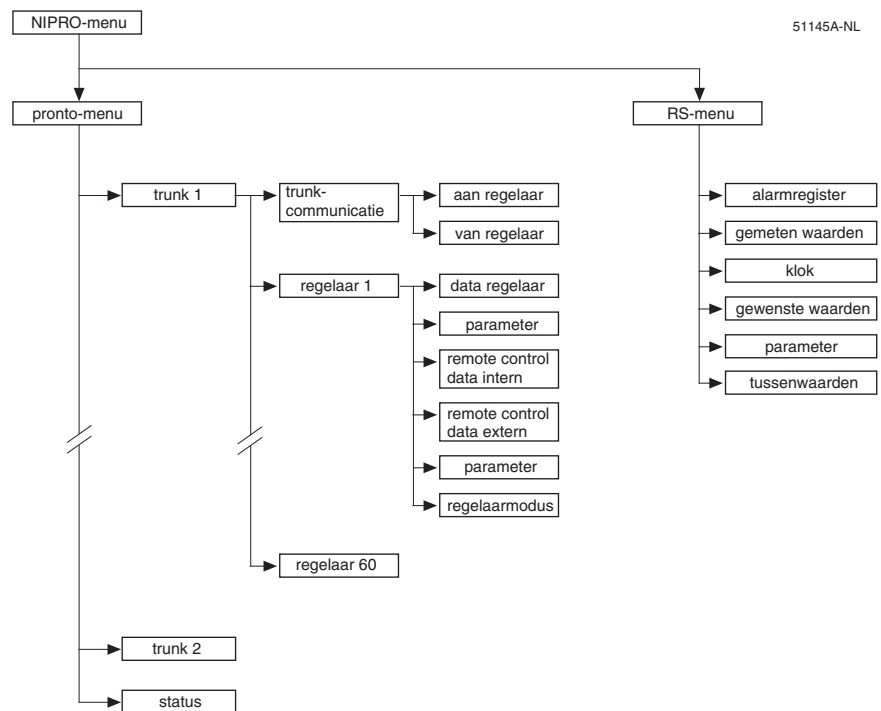 NIPRO-menu
51145A-NL
pronto-menu
RS-menu
trunk 1
trunk-
communicatie
aan regelaar
van regelaar
regelaar 1
data regelaar
parameter
remote control
data intern
remote control
data extern
parameter
regelaarmodus
regelaar 60
trunk 2
status
alarmregister
gemeten waarden
klok
gewenste waarden
parameter
tussenwaarden